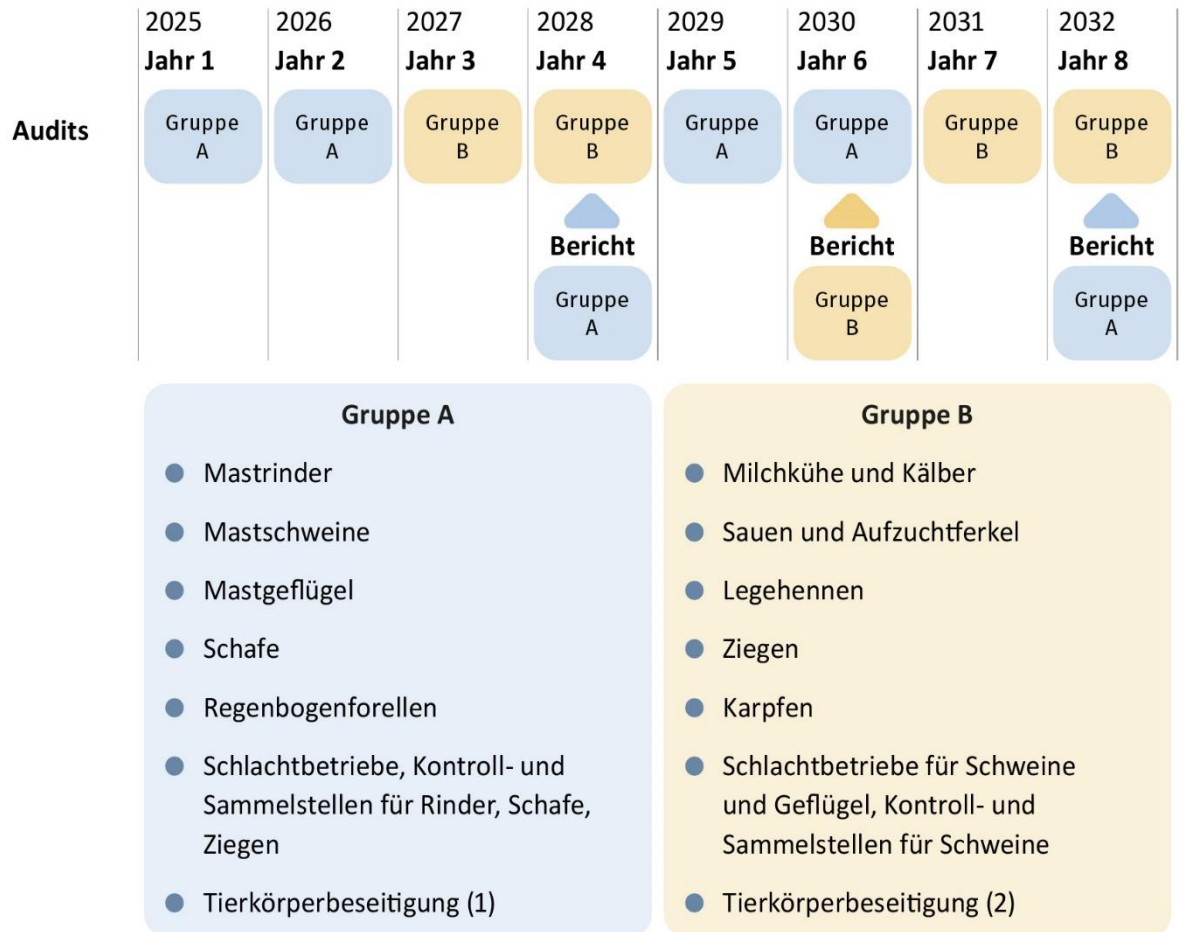 2025 2026 2027 2028 2029 2030 2031 2032
Jahr 1 Jahr 2 Jahr 3 Jahr 4 Jahr 5 Jahr 6 Jahr 7 Jahr 8
Audits
Gruppe A
Gruppe A
Gruppe B
Gruppe B
Gruppe A
Gruppe A
Gruppe B
Gruppe B
Bericht Bericht Bericht
Gruppe A
Gruppe B
Gruppe A
Gruppe A
Mastrinder
Mastschweine
Mastgeflügel
Schafe
Regenbogenforellen
Schlachtbetriebe, Kontroll- und
Sammelstellen für Rinder, Schafe,
Ziegen
Tierkörperbeseitigung (1)
Gruppe B
Milchkühe und Kälber
Sauen und Aufzuchtferkel
Legehennen
Ziegen
Karpfen
Schlachtbetriebe für Schweine
und Geflügel, Kontroll- und
Sammelstellen für Schweine
Tierkörperbeseitigung (2)